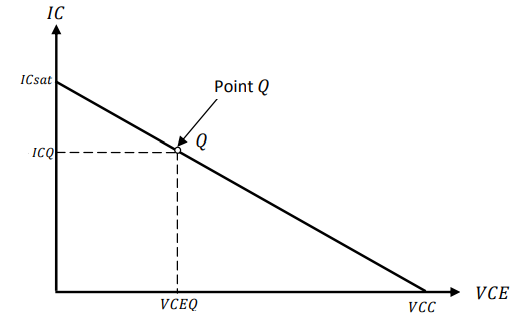 IC
ICsat
Point Q
Q
ICQ
VCEQ
VCC
VCE